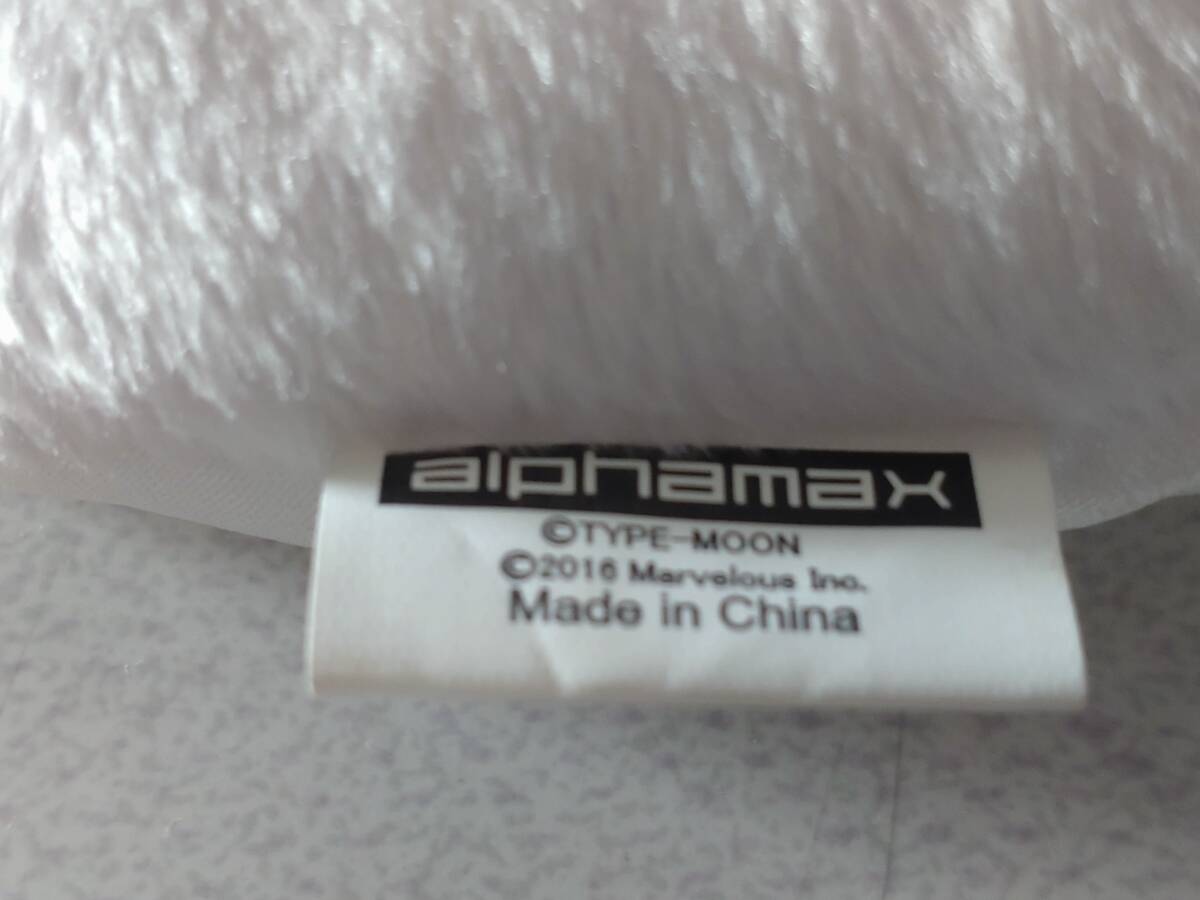 alphamax
©TYPE-MOON
©2016 Marvelous Inc.
Made in China